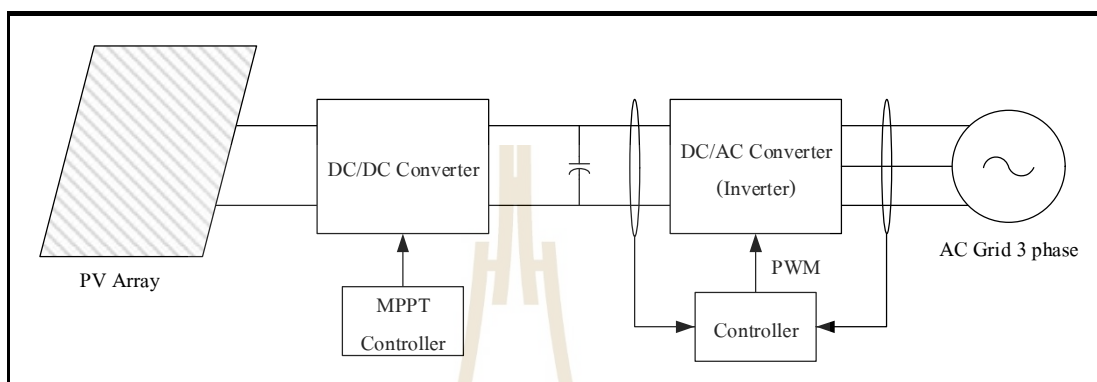 DC/DC Converter
DC/AC Converter
(Inverter)
AC Grid 3 phase
PV Array
PWM
MPPT
Controller
Controller